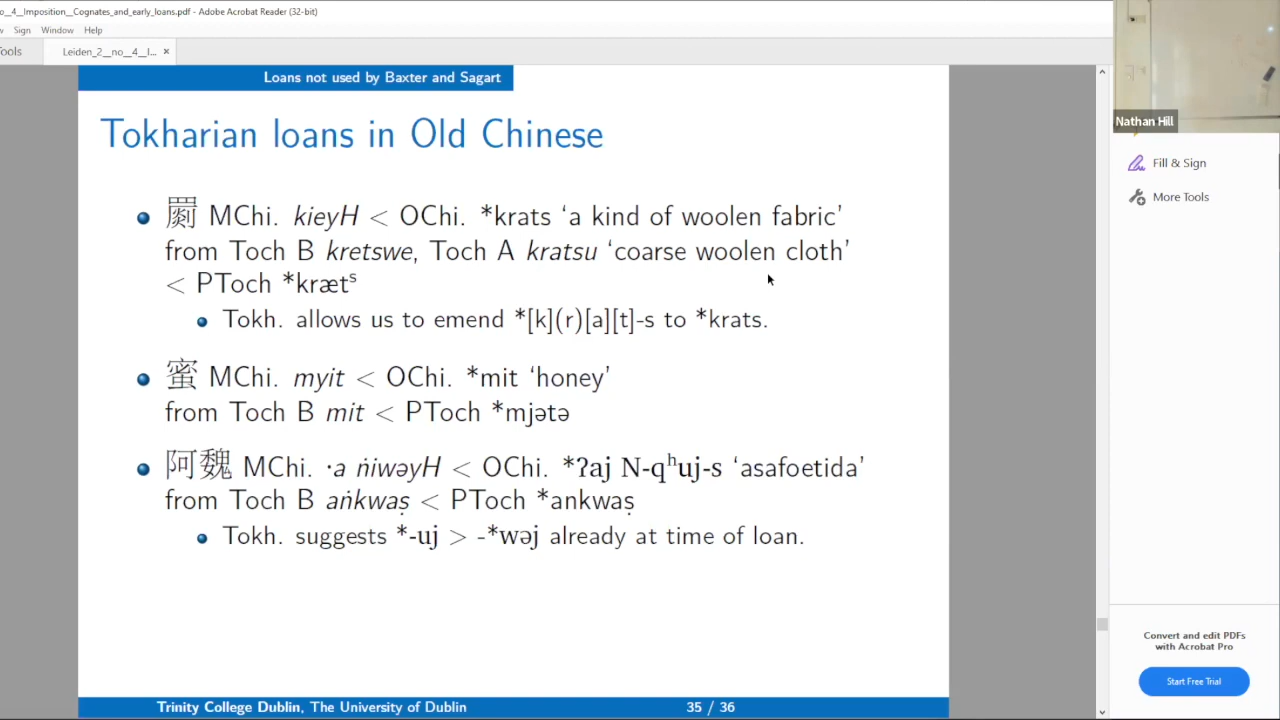 no__4__Imposition__Cognates_and_early_loans.pdf - Adobe Acrobat Reader (32-bit)
Sign Window Help
Tools Leiden_2__no__4__I... ×
Loans not used by Baxter and Sagart
Tokharian loans in Old Chinese
罽 MChi. kieyH < OChi. *krats ‘a kind of woolen fabric’
from Toch B kretswe, Toch A kratsu ‘coarse woolen cloth’
< PToch *krætˢ
Tokh. allows us to emend *[k](r)[a][t]-s to *krats.
蜜 MChi. myit < OChi. *mit ‘honey’
from Toch B mit < PToch *mjətə
阿魏 MChi. ·a ṅiwəyH < OChi. *ʔaj N-qʰuj-s ‘asafoetida’
from Toch B aṅkwaṣ < PToch *ankwaṣ
Tokh. suggests *-uj > -*wəj already at time of loan.
Trinity College Dublin, The University of Dublin 35 / 36
Nathan Hill
Fill & Sign
More Tools
Convert and edit PDFs
with Acrobat Pro
Start Free Trial